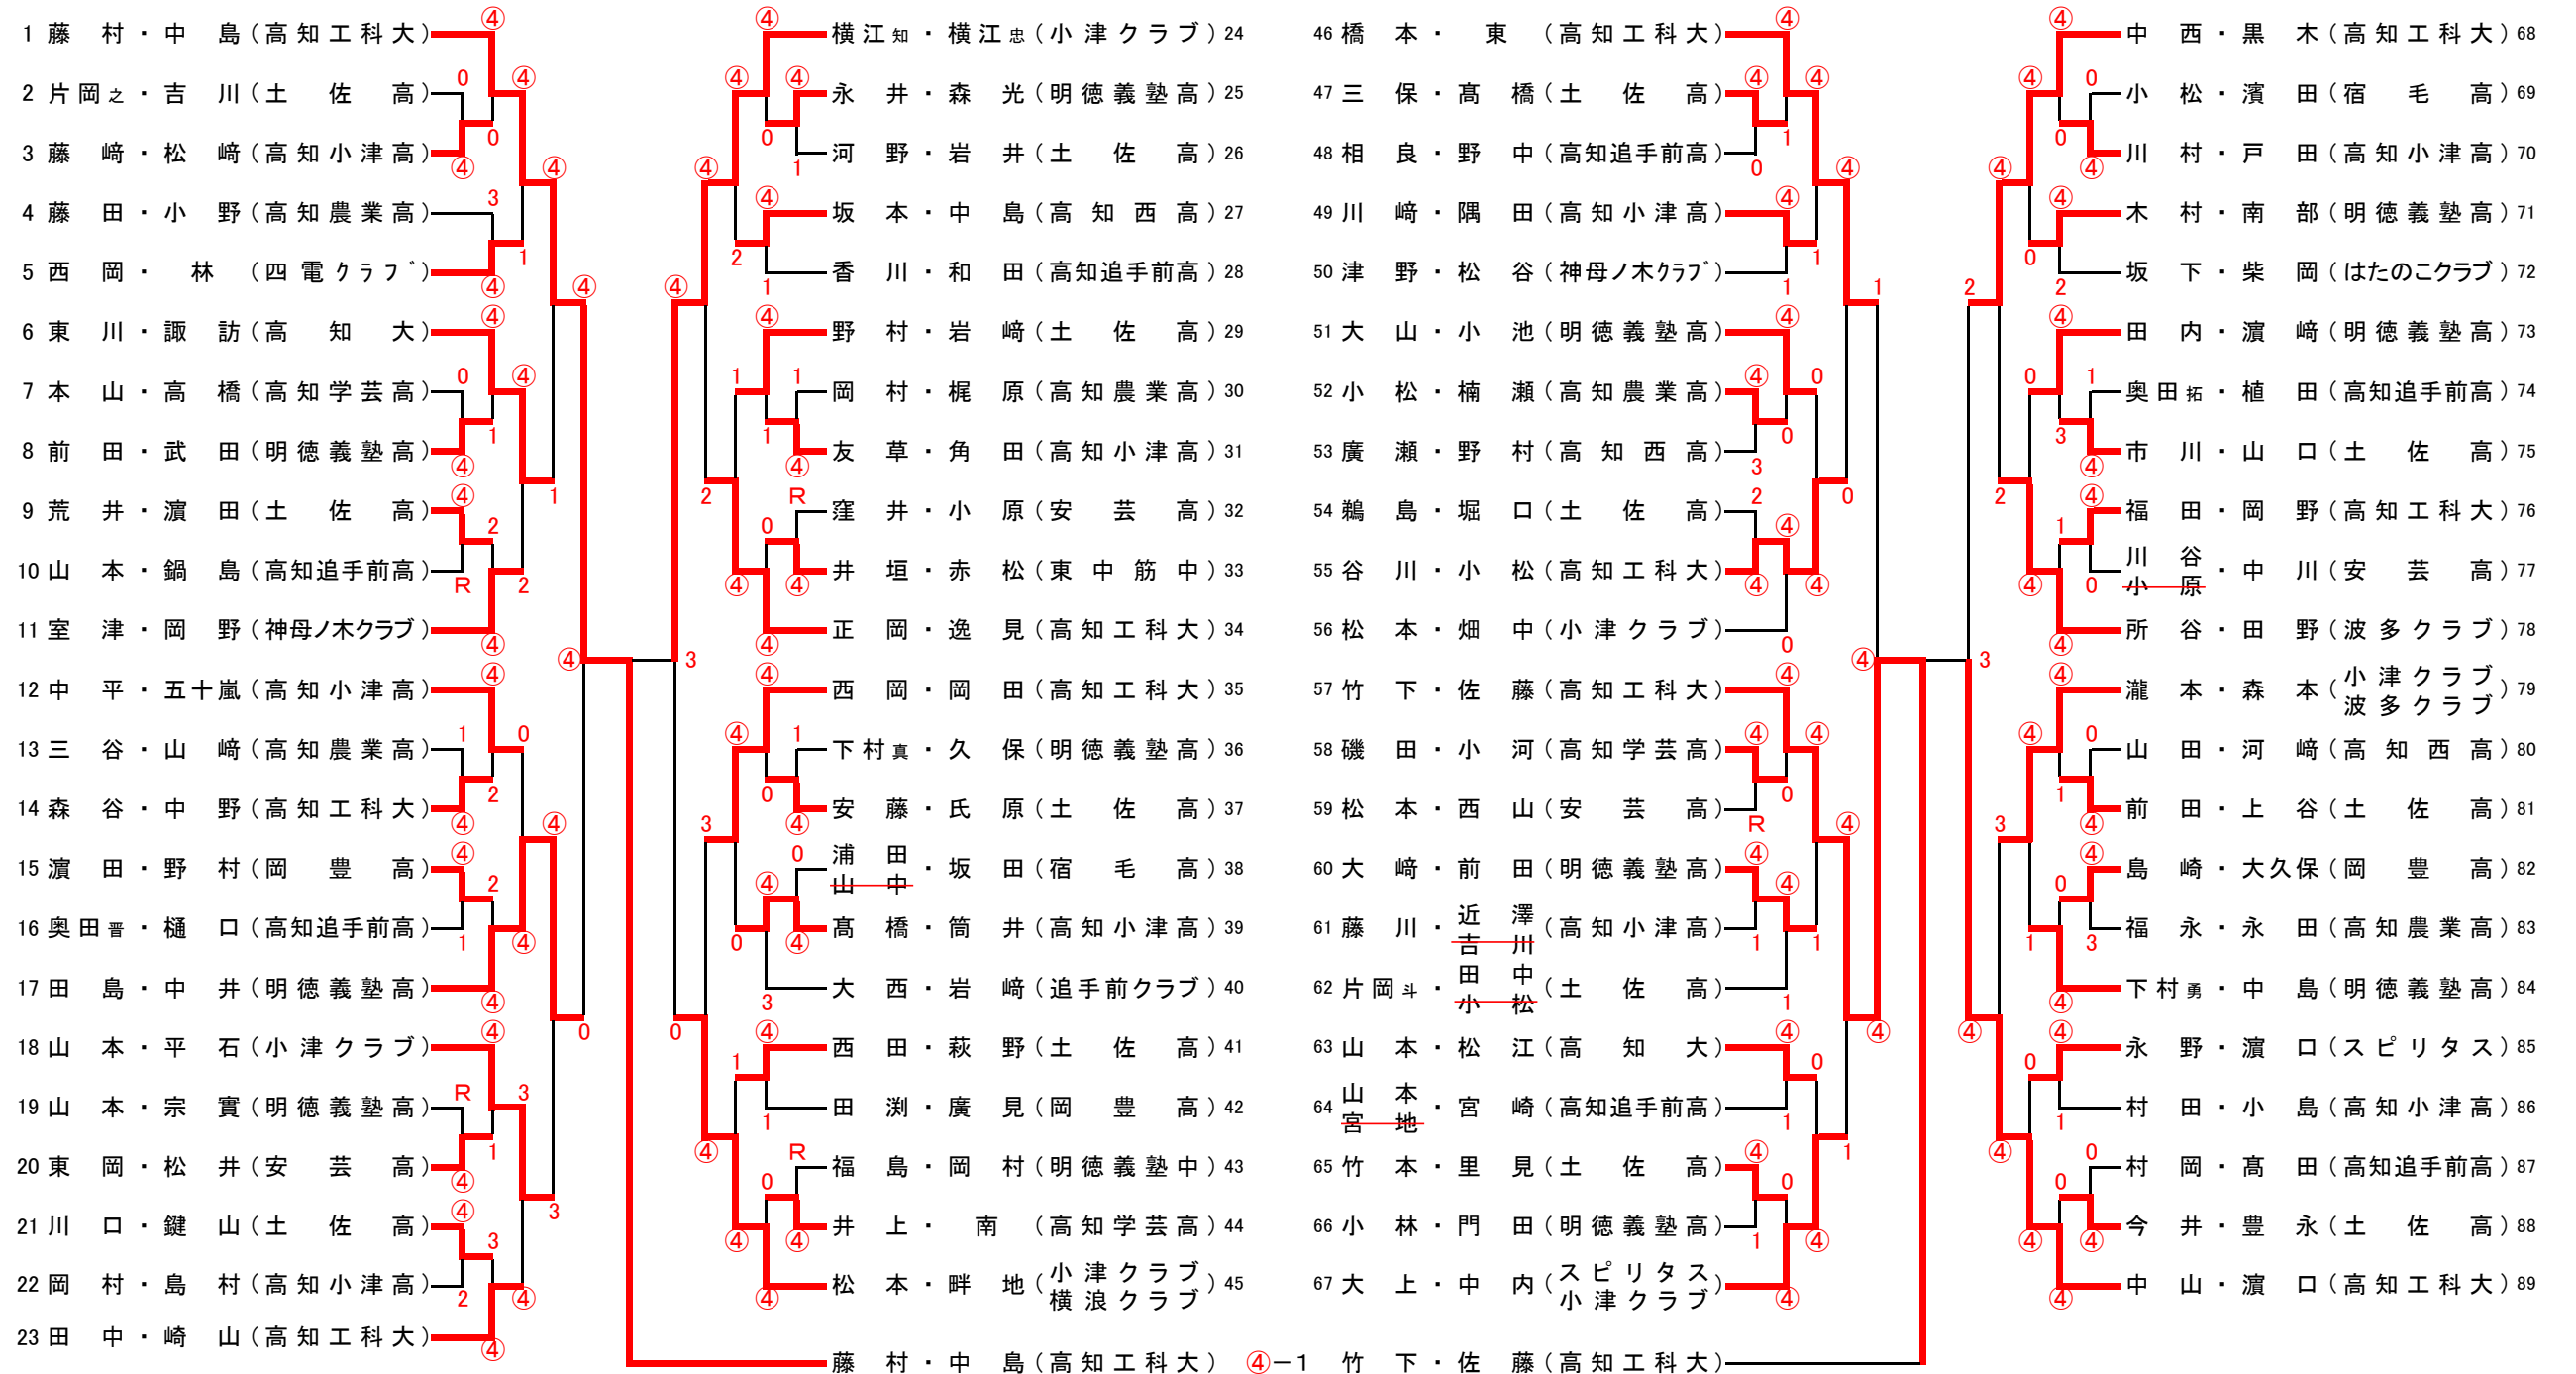 1 藤村・中島(高知工科大)
2 片岡之・吉川(土佐高)
3 藤﨑・松﨑(高知小津高)
4 藤田・小野(高知農業高)
5 西岡・林(四電クラブ)
6 東川・諏訪(高知大)
7 本山・高橋(高知学芸高)
8 前田・武田(明徳義塾高)
9 荒井・濵田(土佐高)
10 山本・鍋島(高知追手前高)
11 室津・岡野(神母ノ木クラブ)
12 中平・五十嵐(高知小津高)
13 三谷・山﨑(高知農業高)
14 森谷・中野(高知工科大)
15 濵田・野村(岡豊高)
16 奥田晋・樋口(高知追手前高)
17 田島・中井(明徳義塾高)
18 山本・平石(小津クラブ)
19 山本・宗實(明徳義塾高)
20 東岡・松井(安芸高)
21 川口・鍵山(土佐高)
22 岡村・島村(高知小津高)
23 田中・崎山(高知工科大)
横江知・横江忠(小津クラブ) 24
永井・森光(明徳義塾高) 25
河野・岩井(土佐高) 26
坂本・中島(高知西高) 27
香川・和田(高知追手前高) 28
野村・岩﨑(土佐高) 29
岡村・梶原(高知農業高) 30
友草・角田(高知小津高) 31
窪井・小原(安芸高) 32
井垣・赤松(東中筋中) 33
正岡・逸見(高知工科大) 34
西岡・岡田(高知工科大) 35
下村真・久保(明徳義塾高) 36
安藤・氏原(土佐高) 37
浦田
山中
・坂田(宿毛高) 38
髙橋・筒井(高知小津高) 39
大西・岩﨑(追手前クラブ) 40
西田・萩野(土佐高) 41
田渕・廣見(岡豊高) 42
福島・岡村(明徳義塾中) 43
井上・南(高知学芸高) 44
松本・畔地(小津クラブ
横浪クラブ) 45
46 橋本・東(高知工科大)
47 三保・髙橋(土佐高)
48 相良・野中(高知追手前高)
49 川﨑・隅田(高知小津高)
50 津野・松谷(神母ノ木クラブ)
51 大山・小池(明徳義塾高)
52 小松・楠瀬(高知農業高)
53 廣瀬・野村(高知西高)
54 鵜島・堀口(土佐高)
55 谷川・小松(高知工科大)
56 松本・畑中(小津クラブ)
57 竹下・佐藤(高知工科大)
58 磯田・小河(高知学芸高)
59 松本・西山(安芸高)
60 大﨑・前田(明徳義塾高)
61 藤川・近澤(高知小津高)
吉川
62 片岡斗・田中(土佐高)
小松
63 山本・松江(高知大)
64 山本・宮崎(高知追手前高)
宮地
65 竹本・里見(土佐高)
66 小林・門田(明徳義塾高)
67 大上・中内(スピリタス
小津クラブ)
中西・黒木(高知工科大) 68
小松・濱田(宿毛高) 69
川村・戸田(高知小津高) 70
木村・南部(明徳義塾高) 71
坂下・柴岡(はたのこクラブ) 72
田内・濵﨑(明徳義塾高) 73
奥田拓・植田(高知追手前高) 74
市川・山口(土佐高) 75
福田・岡野(高知工科大) 76
川谷
小原
・中川(安芸高) 77
所谷・田野(波多クラブ) 78
瀧本・森本(小津クラブ
波多クラブ) 79
山田・河﨑(高知西高) 80
前田・上谷(土佐高) 81
島崎・大久保(岡豊高) 82
福永・永田(高知農業高) 83
下村勇・中島(明徳義塾高) 84
永野・濵口(スピリタス) 85
村田・小島(高知小津高) 86
村岡・髙田(高知追手前高) 87
今井・豊永(土佐高) 88
中山・濵口(高知工科大) 89
藤村・中島(高知工科大) ④－1 竹下・佐藤(高知工科大)